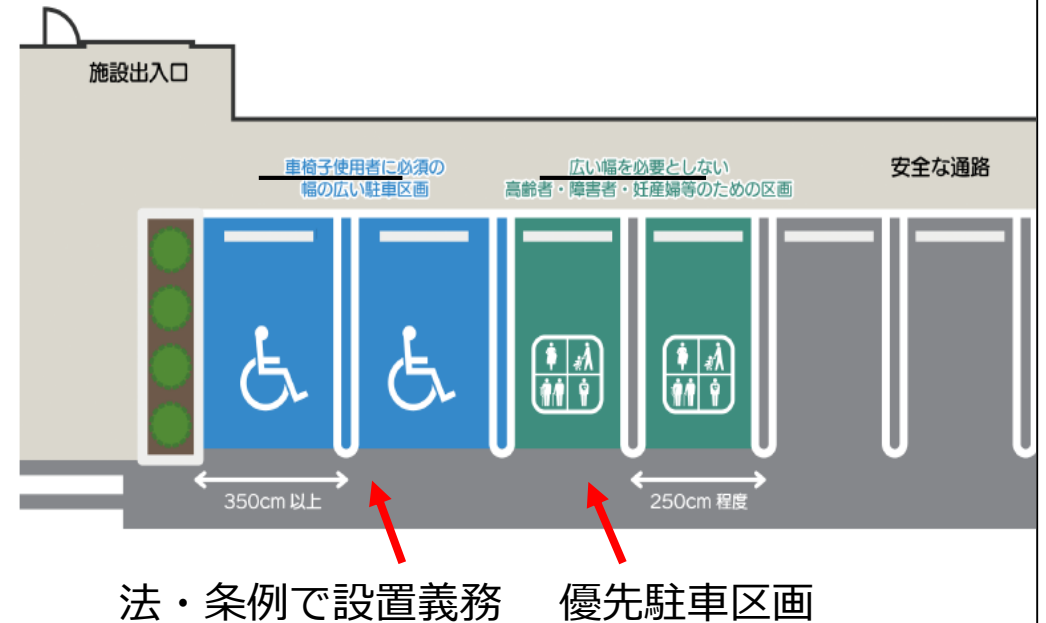 施設出入口
車椅子使用者に必須の
幅の広い駐車区画
広い幅を必要としない
高齢者・障害者・妊産婦等のための区画
安全な通路
350cm 以上
250cm 程度
法・条例で設置義務
優先駐車区画